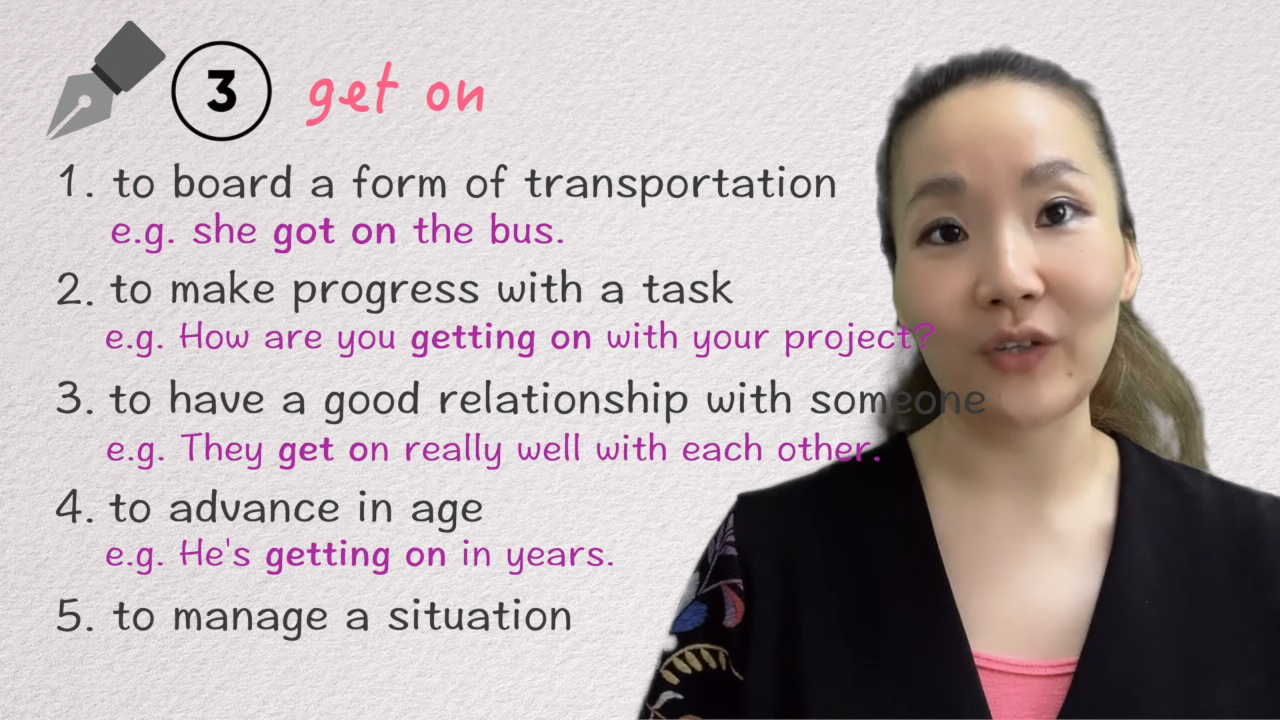 3 get on
1. to board a form of transportation
e.g. she got on the bus.
2. to make progress with a task
e.g. How are you getting on with your project?
3. to have a good relationship with someone
e.g. They get on really well with each other.
4. to advance in age
e.g. He's getting on in years.
5. to manage a situation